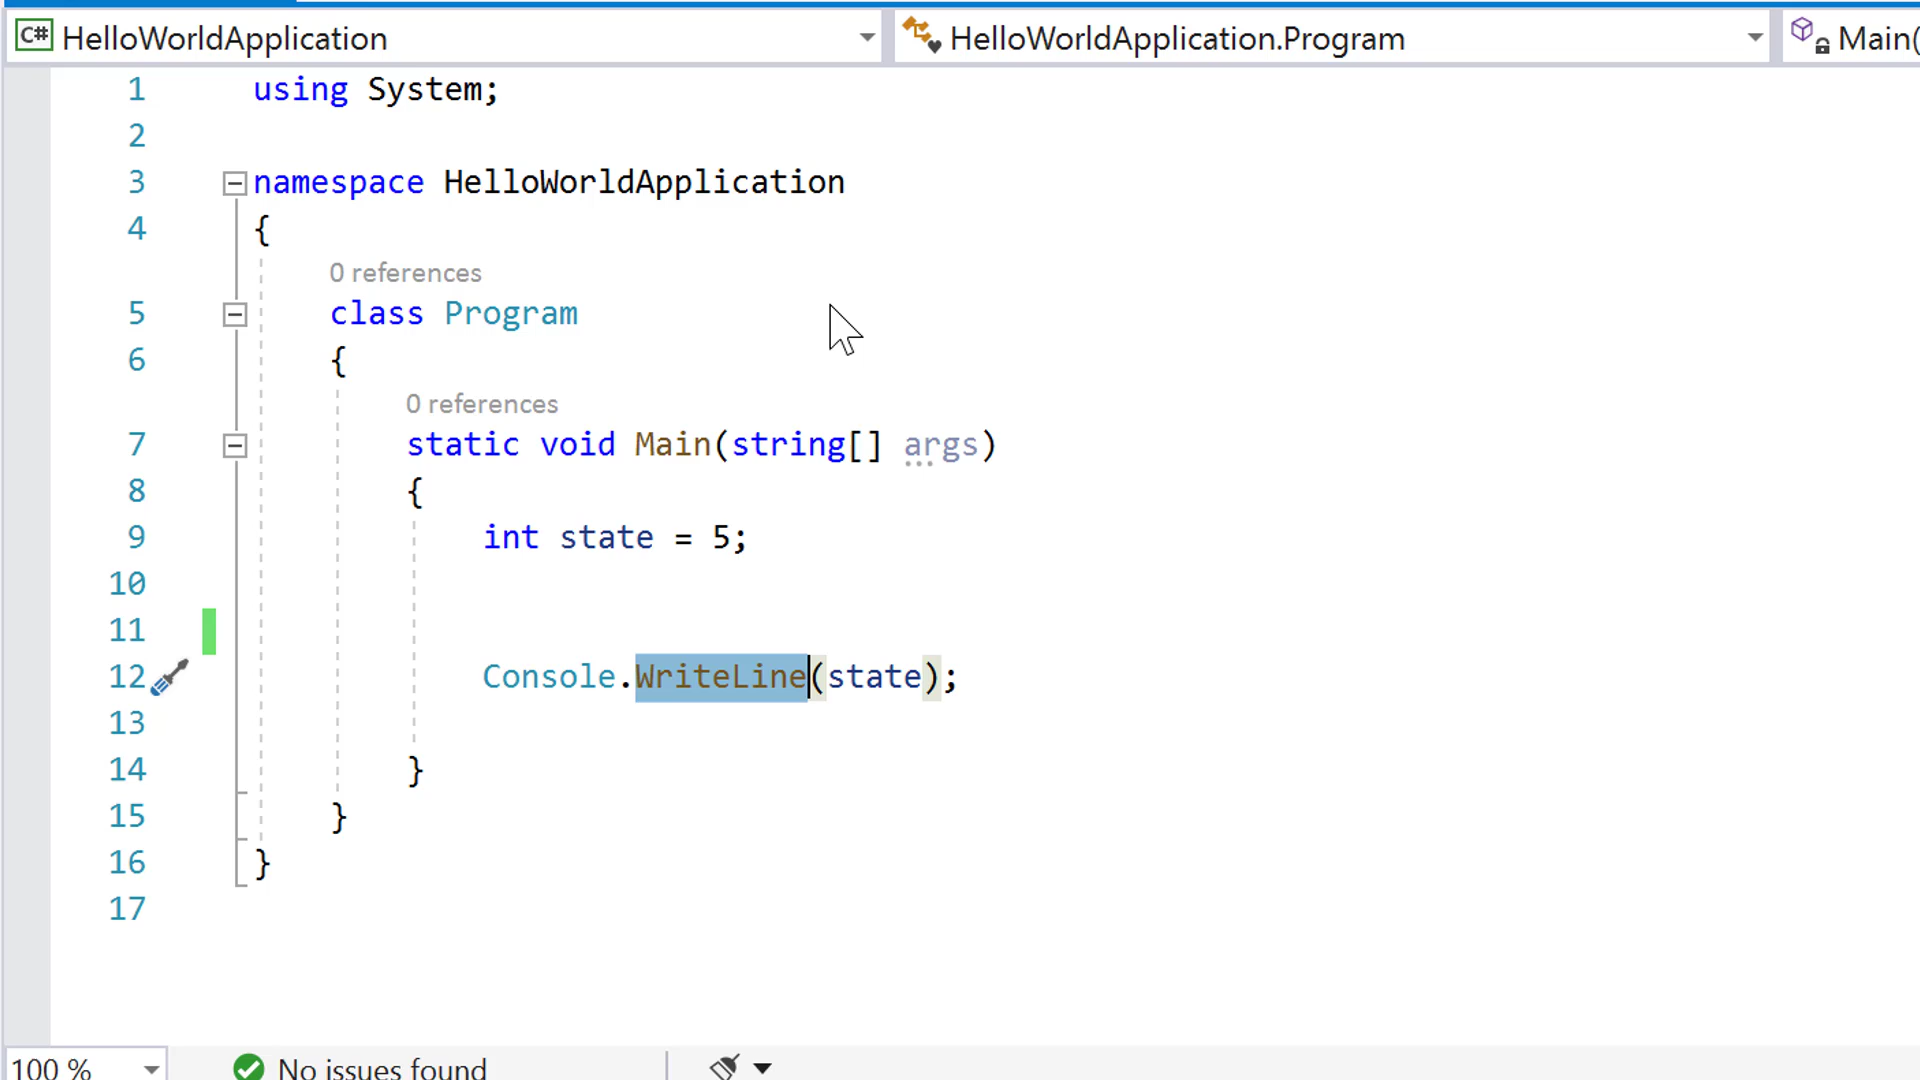 C# HelloWorldApplication HelloWorldApplication.Program Main(
1 using System;
2
3 namespace HelloWorldApplication
4 {
0 references
5 class Program
6 {
0 references
7 static void Main(string[] args)
8 {
9 int state = 5;
10
11
12 Console.WriteLine(state);
13
14 }
15 }
16 }
17
100 % No issues found